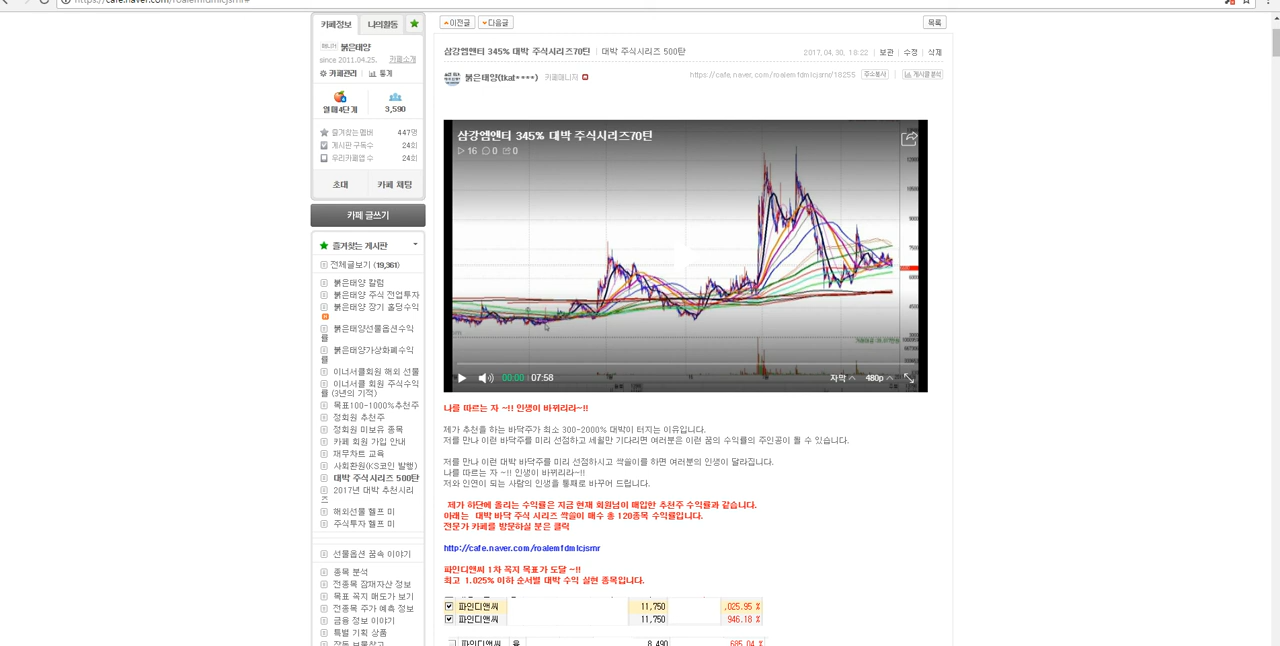 https://cafe.naver.com/roalemfdmlcjsrnr#
카페정보
나의활동
매니저 붉은태양
since 2011.04.25.
카페소개
카페관리
통계
열매4단계
3,590
즐겨찾는 멤버 447명
게시판 구독수 24회
우리카페앱 수 24회
초대
카페 채팅
카페 글쓰기
즐겨찾는 게시판
전체글보기 (19,361)
붉은태양 칼럼
붉은태양 주식 전업투자
붉은태양 장기 홀딩수익
붉은태양선물옵션수익
률
붉은태양가상화폐수익
률
이너서클회원 해외 선물
이너서클 회원 주식수익
률 (3년의 기적)
목표100-1000%추천주
정회원 추천주
정회원 미보유 종목
카페 회원 가입 안내
재무차트 교육
사회환원(KS코인 발행)
대박 주식시리즈 500탄
2017년 대박 추천시리
즈
해외선물 헬프 미
주식투자 헬프 미
선물옵션 꿈속 이야기
종목 분석
전종목 잠재자산 정보
목표 꼭지 매도가 보기
전종목 주가 예측 정보
금융 정보 이야기
특별 기획 상품
이전글
다음글
목록
삼강엠앤티 345% 대박 주식시리즈70탄
대박 주식시리즈 500탄
2017. 04. 30. 18:22
보관
수정
삭제
붉은태양(tkat****)
카페매니저
https://cafe.naver.com/roalemfdmlcjsrnr/18255
주소복사
게시글 분석
삼강엠앤티 345% 대박 주식시리즈70탄
16 0 0
00:00
07:58
자막
480p
나를 따르는 자 ~!! 인생이 바뀌리라~!!
제가 추천을 하는 바닥주가 최소 300-2000% 대박이 터지는 이유입니다.
저를 만나 이런 바닥주를 미리 선점하고 세월만 기다리면 여러분은 이런 꿈의 수익률의 주인공이 될 수 있습니다.
저를 만나 이런 대박 바닥주를 미리 선점하시고 싹쓸이를 하면 여러분의 인생이 달라집니다.
나를 따르는 자 ~!! 인생이 바뀌리라~!!
저와 인연이 되는 사람의 인생을 통째로 바꾸어 드립니다.
제가 하단에 올리는 수익률은 지금 현재 회원님이 매입한 추천주 수익률과 같습니다.
아래는 대박 바닥 주식 시리즈 싹쓸이 매수 총 120종목 수익률입니다.
전문가 카페를 방문하실 분은 클릭
http://cafe.naver.com/roalemfdmlcjsrnr
파인디앤씨 1차 꼭지 목표가 도달 ~!!
최고 1.025% 이하 순서별 대박 수익 실현 종목입니다.
파인디앤씨 11,750 ,025.95 %
파인디앤씨 11,750 946.18 %
파인디앤씨 융 8,490 685.04 %